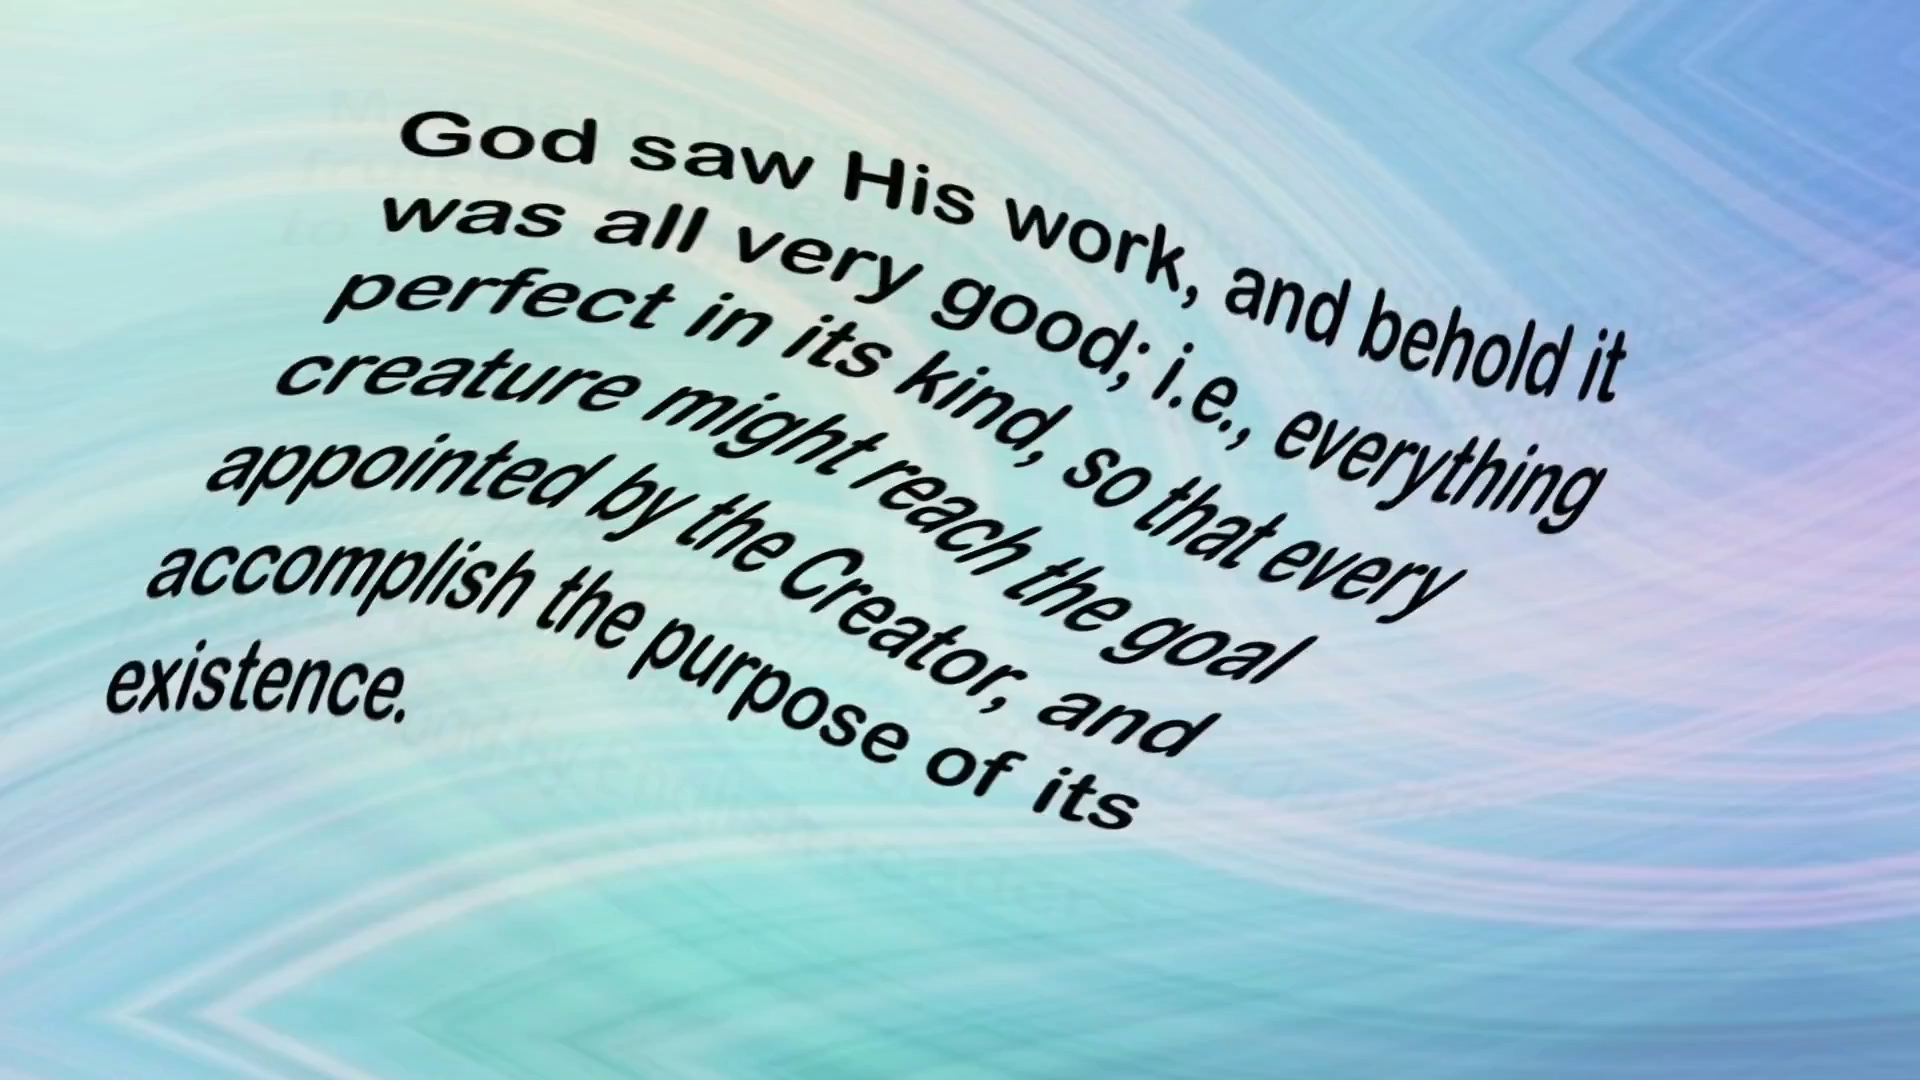 God saw His work, and behold it
was all very good; i.e., everything
perfect in its kind, so that every
creature might reach the goal
appointed by the Creator, and
accomplish the purpose of its
existence.